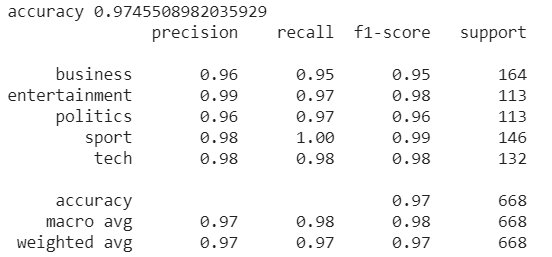 accuracy 0.9745508982035929
precision recall f1-score support
business 0.96 0.95 0.95 164
entertainment 0.99 0.97 0.98 113
politics 0.96 0.97 0.96 113
sport 0.98 1.00 0.99 146
tech 0.98 0.98 0.98 132
accuracy 0.97 668
macro avg 0.97 0.98 0.98 668
weighted avg 0.97 0.97 0.97 668